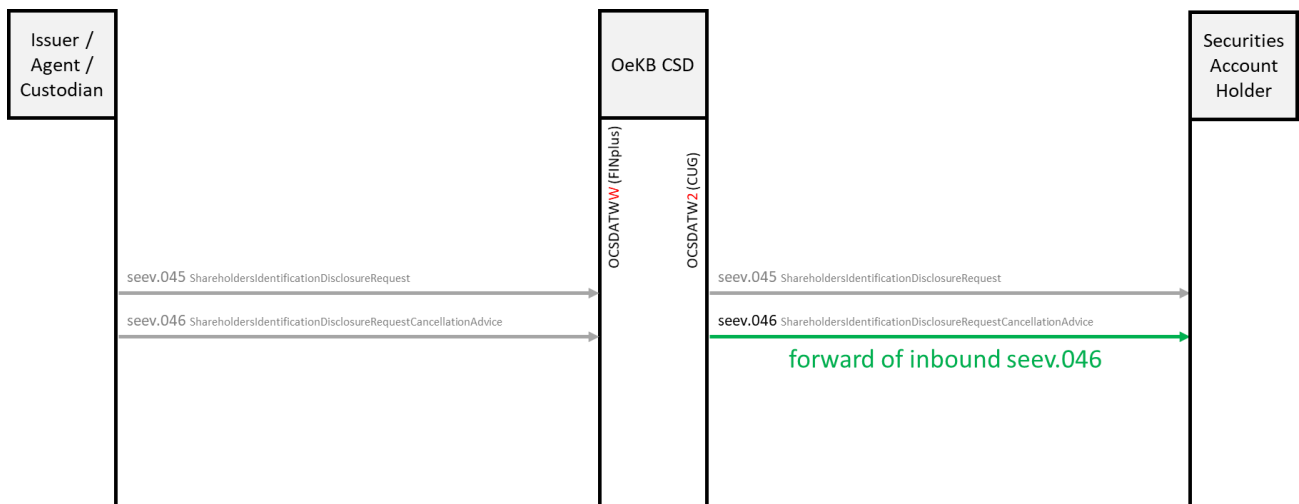 Issuer /
Agent /
Custodian
OeKB CSD
Securities
Account
Holder
OCSDATWW (FINplus)
OCSDATW2 (CUG)
seev.045 ShareholdersIdentificationDisclosureRequest
seev.045 ShareholdersIdentificationDisclosureRequest
seev.046 ShareholdersIdentificationDisclosureRequestCancellationAdvice
seev.046 ShareholdersIdentificationDisclosureRequestCancellationAdvice
forward of inbound seev.046